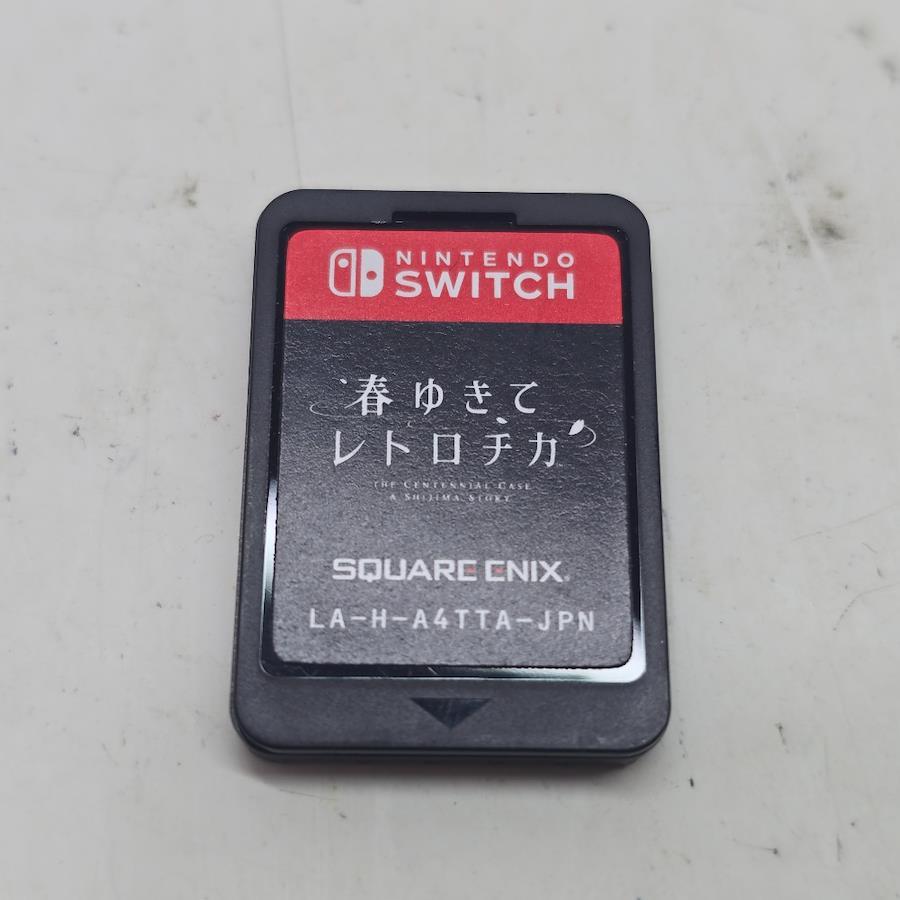 NINTENDO
SWITCH
春ゆきて
レトロチカ
THE CENTENNIAL CASE
A SHIJIMA STORY
SQUARE ENIX
LA-H-A4TTA-JPN